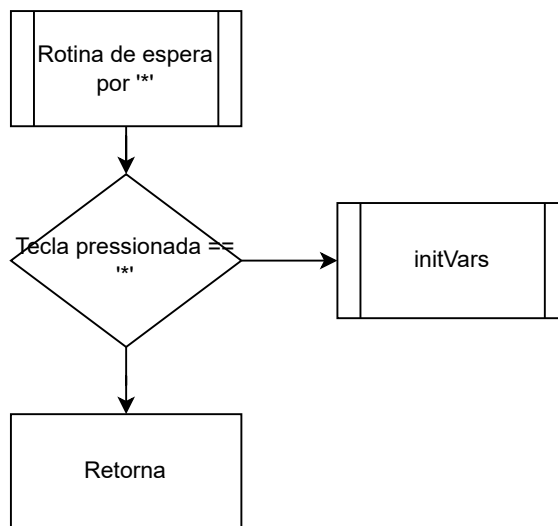 Rotina de espera
por '*'
Tecla pressionada ==
'*'
initVars
Retorna